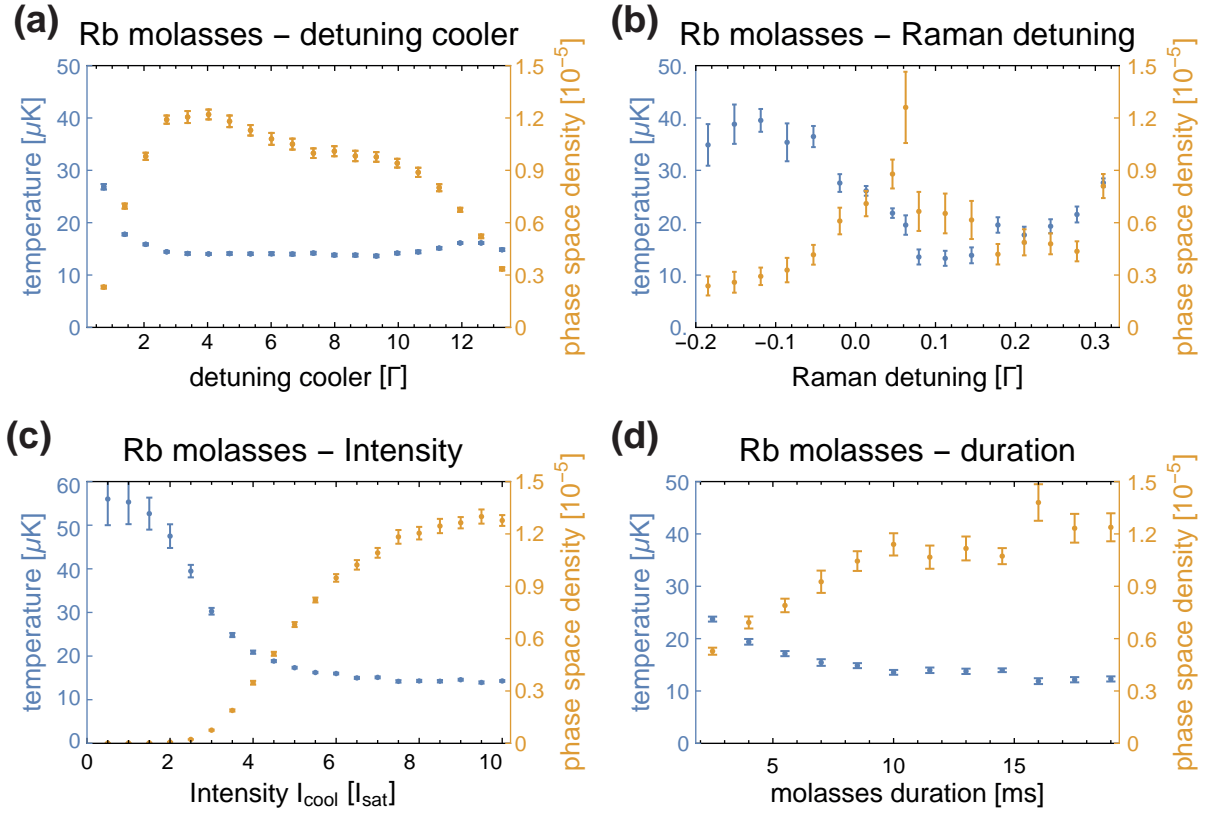 (a)
Rb molasses – detuning cooler
50
40
30
20
10
0
temperature [μK]
1.5
1.2
0.9
0.6
0.3
0
phase space density [10⁻⁵]
2 4 6 8 10 12
detuning cooler [Γ]
(b)
Rb molasses – Raman detuning
50.
40.
30.
20.
10.
0.
temperature [μK]
1.5
1.2
0.9
0.6
0.3
0
phase space density [10⁻⁵]
−0.2 −0.1 0.0 0.1 0.2 0.3
Raman detuning [Γ]
(c)
Rb molasses – Intensity
60
50
40
30
20
10
0
temperature [μK]
1.5
1.2
0.9
0.6
0.3
0
phase space density [10⁻⁵]
0 2 4 6 8 10
Intensity I_cool [I_sat]
(d)
Rb molasses – duration
50
40
30
20
10
0
temperature [μK]
1.5
1.2
0.9
0.6
0.3
0
phase space density [10⁻⁵]
5 10 15
molasses duration [ms]